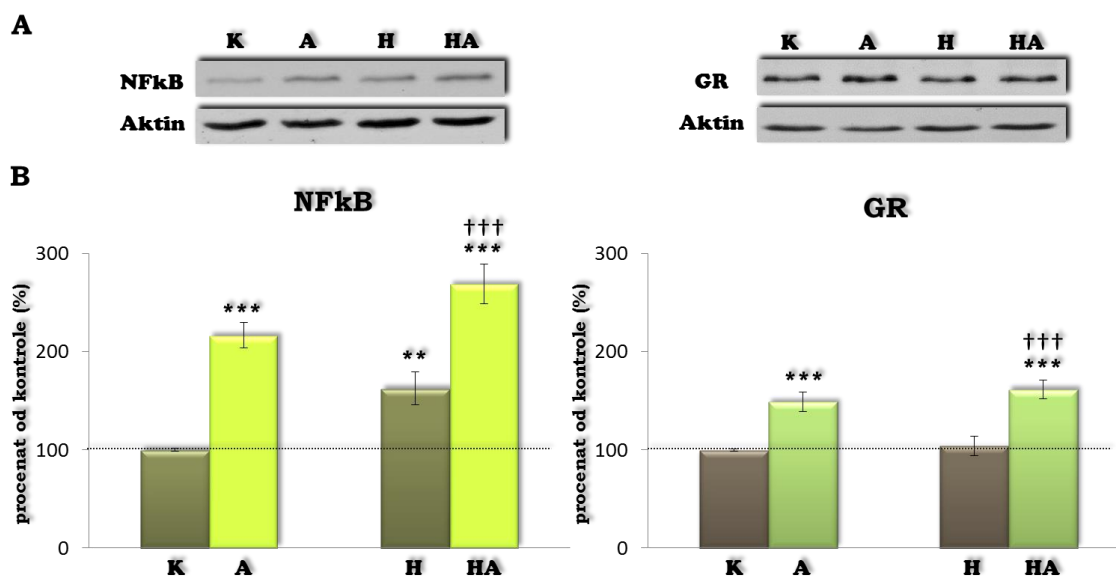 A
K A H HA
NFkB
Aktin
K A H HA
GR
Aktin
B
NFkB
procenat od kontrole (%)
300
200
100
0
***
**
†††
***
K A H HA
GR
procenat od kontrole (%)
300
200
100
0
***
†††
***
K A H HA